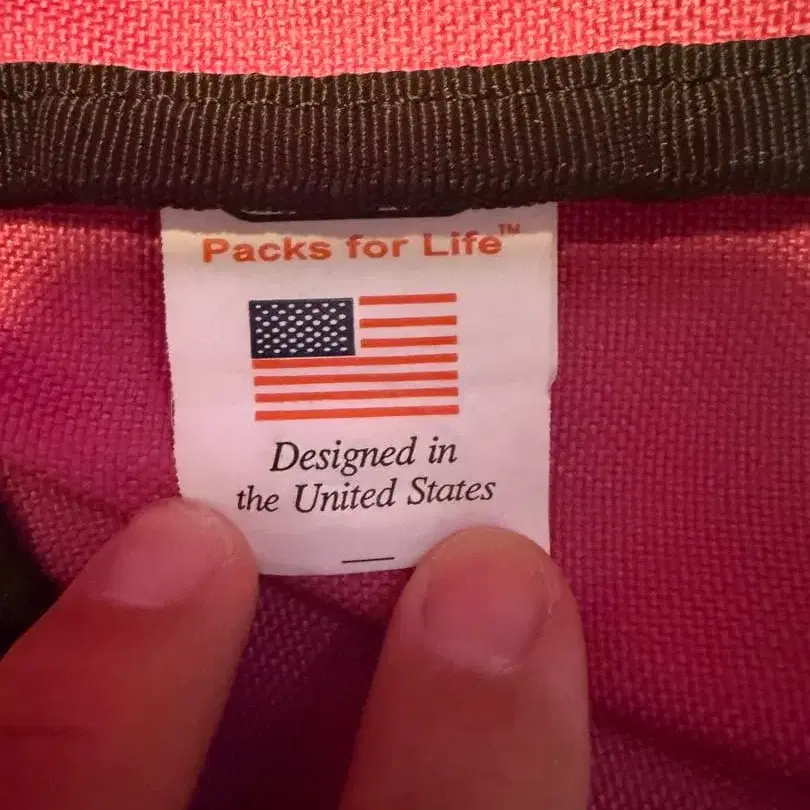 Packs for Life™
Designed in
the United States